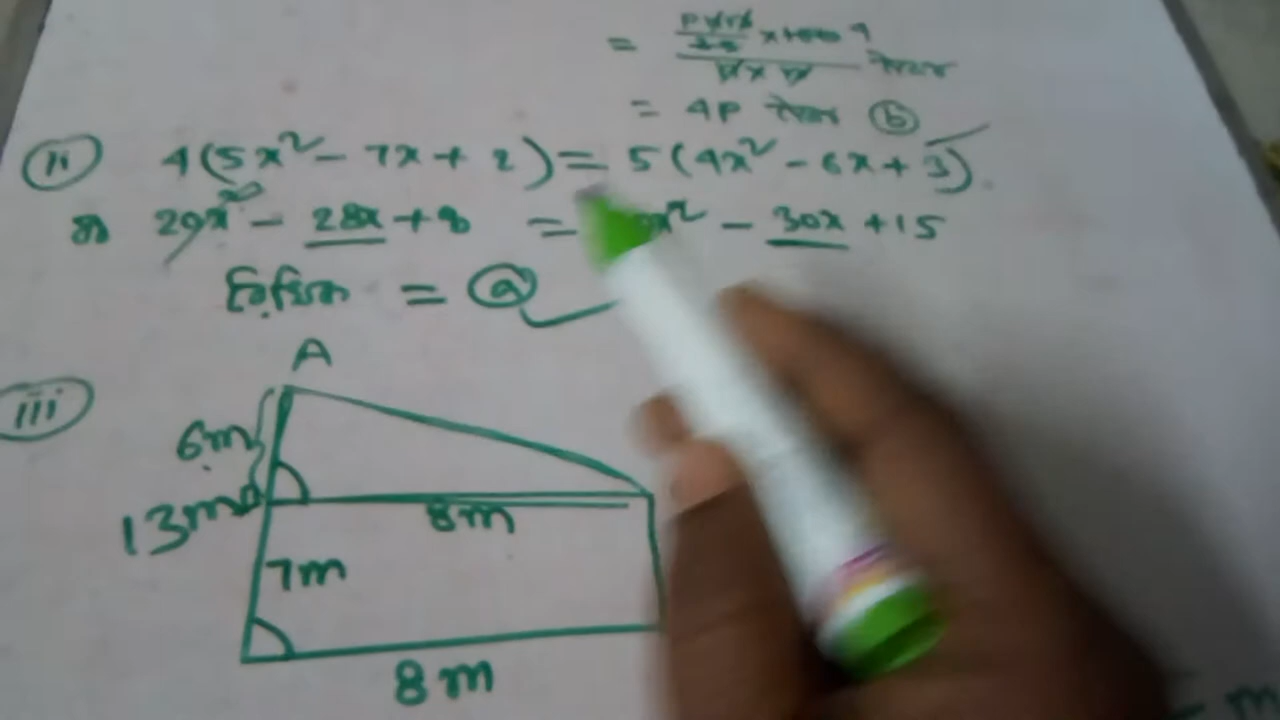 = 4P (b)
(ii) 4(5x² - 7x + 2) = 5(4x² - 6x + 3)
20x² - 28x + 8 = x² - 30x + 15
= (a)
A
(iii)
6m
13m
8m
7m
8m